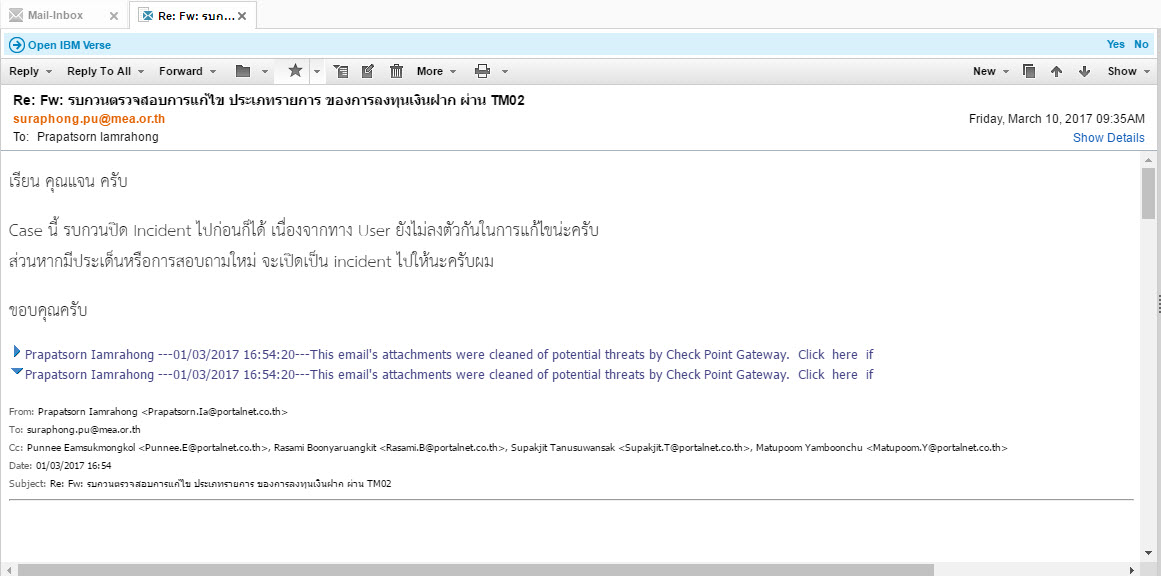 Mail-Inbox
Re: Fw: รบก...
Open IBM Verse
Yes No
Reply Reply To All Forward More New Show
Re: Fw: รบกวนตรวจสอบการแก้ไข ประเภทรายการ ของการลงทุนเงินฝาก ผ่าน TM02
suraphong.pu@mea.or.th
Friday, March 10, 2017 09:35AM
To: Prapatsorn Iamrahong
Show Details
เรียน คุณแจน ครับ
Case นี้ รบกวนปิด Incident ไปก่อนก็ได้ เนื่องจากทาง User ยังไม่ลงตัวกันในการแก้ไขน่ะครับ
ส่วนหากมีประเด็นหรือการสอบถามใหม่ จะเปิดเป็น incident ไปให้นะครับผม
ขอบคุณครับ
Prapatsorn Iamrahong ---01/03/2017 16:54:20---This email's attachments were cleaned of potential threats by Check Point Gateway. Click here if
Prapatsorn Iamrahong ---01/03/2017 16:54:20---This email's attachments were cleaned of potential threats by Check Point Gateway. Click here if
From: Prapatsorn Iamrahong <Prapatsorn.Ia@portalnet.co.th>
To: suraphong.pu@mea.or.th
Cc: Punnee Eamsukmongkol <Punnee.E@portalnet.co.th>, Rasami Boonyaruangkit <Rasami.B@portalnet.co.th>, Supakjit Tanusuwansak <Supakjit.T@portalnet.co.th>, Matupoom Yamboonchu <Matupoom.Y@portalnet.co.th>
Date: 01/03/2017 16:54
Subject: Re: Fw: รบกวนตรวจสอบการแก้ไข ประเภทรายการ ของการลงทุนเงินฝาก ผ่าน TM02